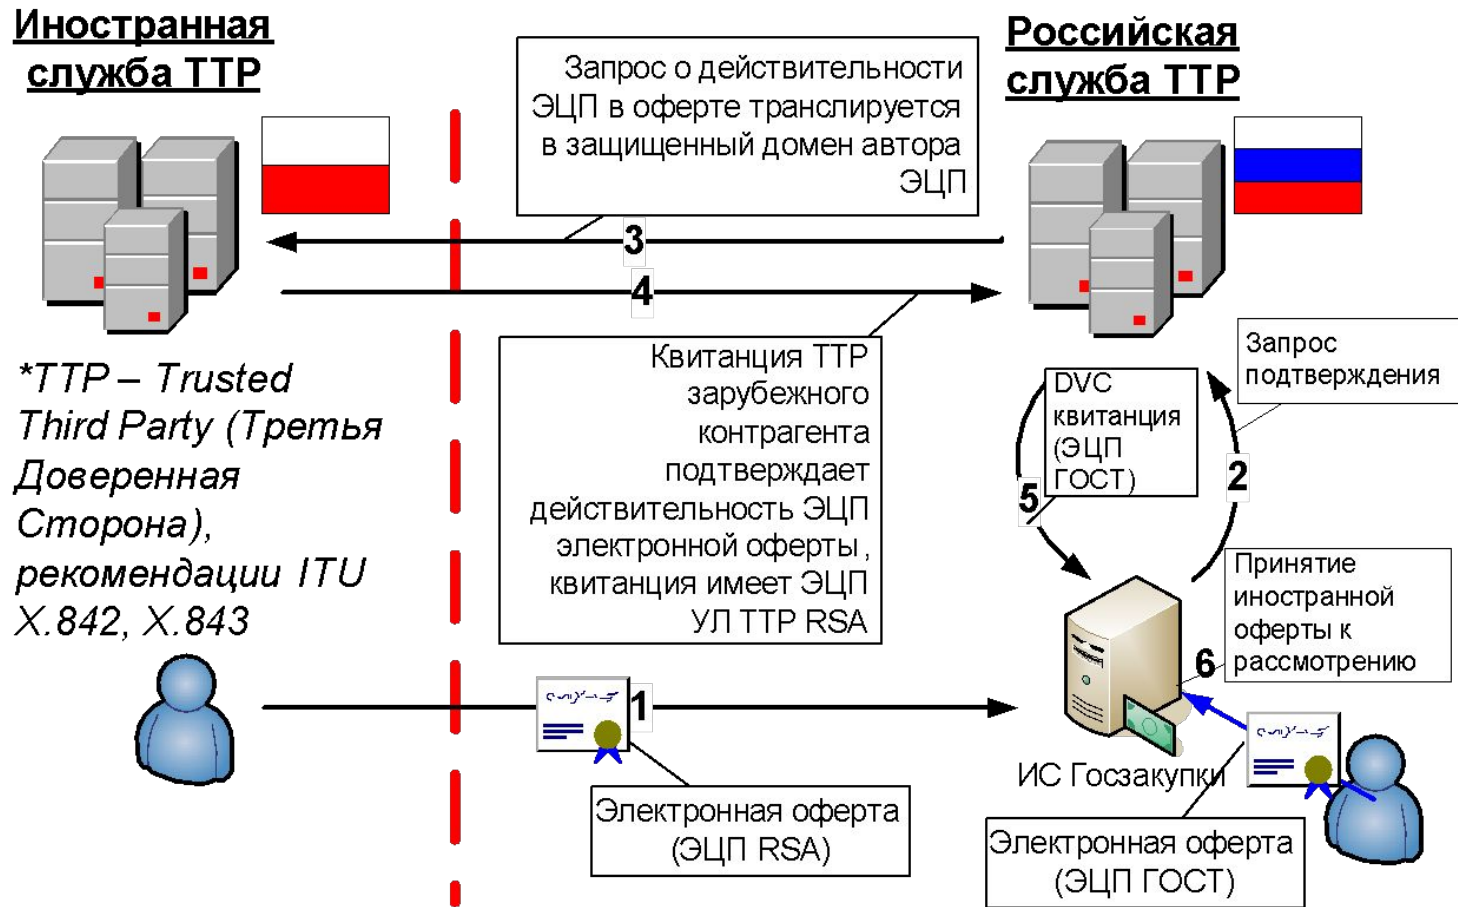 Иностранная
служба ТТР
Российская
служба ТТР
Запрос о действительности
ЭЦП в оферте транслируется
в защищенный домен автора
ЭЦП
3
4
Квитанция ТТР
зарубежного
контрагента
подтверждает
действительность ЭЦП
электронной оферты,
квитанция имеет ЭЦП
УЛ ТТР RSA
*TTP – Trusted
Third Party (Третья
Доверенная
Сторона),
рекомендации ITU
X.842, X.843
Запрос
подтверждения
DVC
квитанция
(ЭЦП
ГОСТ)
5
2
Принятие
иностранной
оферты к
рассмотрению
6
1
ИС Госзакупки
Электронная оферта
(ЭЦП RSA)
Электронная оферта
(ЭЦП ГОСТ)